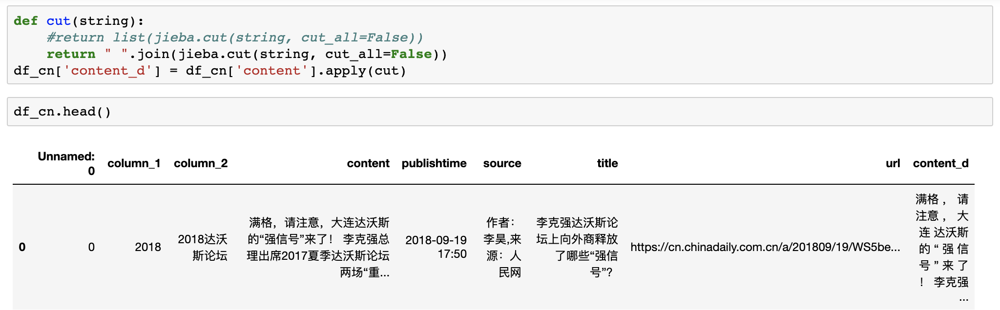 def cut(string):
    #return list(jieba.cut(string, cut_all=False))
    return " ".join(jieba.cut(string, cut_all=False))
df_cn['content_d'] = df_cn['content'].apply(cut)
df_cn.head()
Unnamed:
0
column_1
column_2
content
publishtime
source
title
url
content_d
0
0
2018
2018达沃
斯论坛
满格，请注意，大连达沃斯
的“强信号”来了！ 李克强总
理出席2017夏季达沃斯论坛
两场“重...
2018-09-19
17:50
作者：
李昊,来
源：人
民网
李克强达沃斯论
坛上向外商释放
了哪些“强信
号”？
https://cn.chinadaily.com.cn/a/201809/19/WS5be...
满格 ， 请
注意 ， 大
连 达沃斯
的 “ 强 信
号 ” 来 了
！ 李克强
...